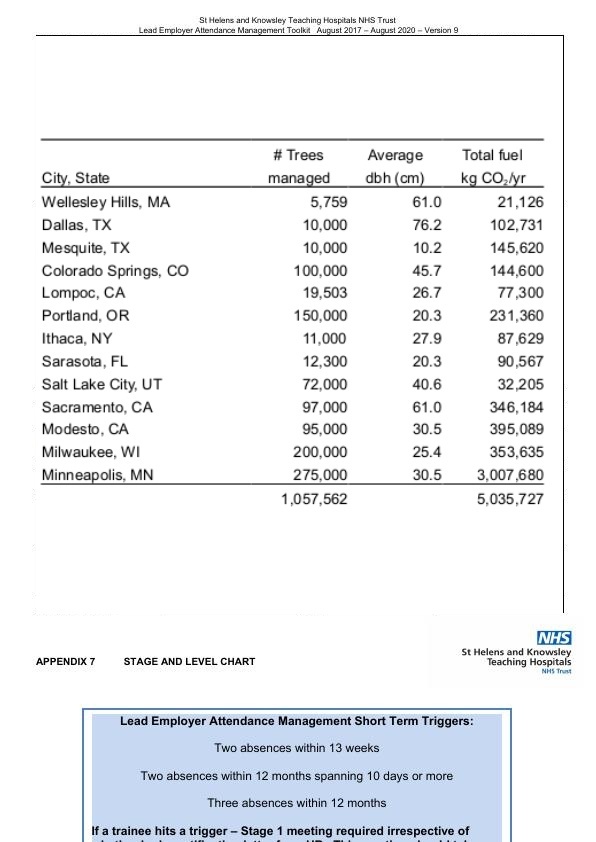 St Helens and Knowsley Teaching Hospitals NHS Trust
Lead Employer Attendance Management Toolkit August 2017 – August 2020 – Version 9
# Trees Average Total fuel
City, State managed dbh (cm) kg CO₂/yr
Wellesley Hills, MA 5,759 61.0 21,126
Dallas, TX 10,000 76.2 102,731
Mesquite, TX 10,000 10.2 145,620
Colorado Springs, CO 100,000 45.7 144,600
Lompoc, CA 19,503 26.7 77,300
Portland, OR 150,000 20.3 231,360
Ithaca, NY 11,000 27.9 87,629
Sarasota, FL 12,300 20.3 90,567
Salt Lake City, UT 72,000 40.6 32,205
Sacramento, CA 97,000 61.0 346,184
Modesto, CA 95,000 30.5 395,089
Milwaukee, WI 200,000 25.4 353,635
Minneapolis, MN 275,000 30.5 3,007,680
1,057,562 5,035,727
NHS
St Helens and Knowsley
Teaching Hospitals
NHS Trust
APPENDIX 7 STAGE AND LEVEL CHART
Lead Employer Attendance Management Short Term Triggers:
Two absences within 13 weeks
Two absences within 12 months spanning 10 days or more
Three absences within 12 months
If a trainee hits a trigger – Stage 1 meeting required irrespective of